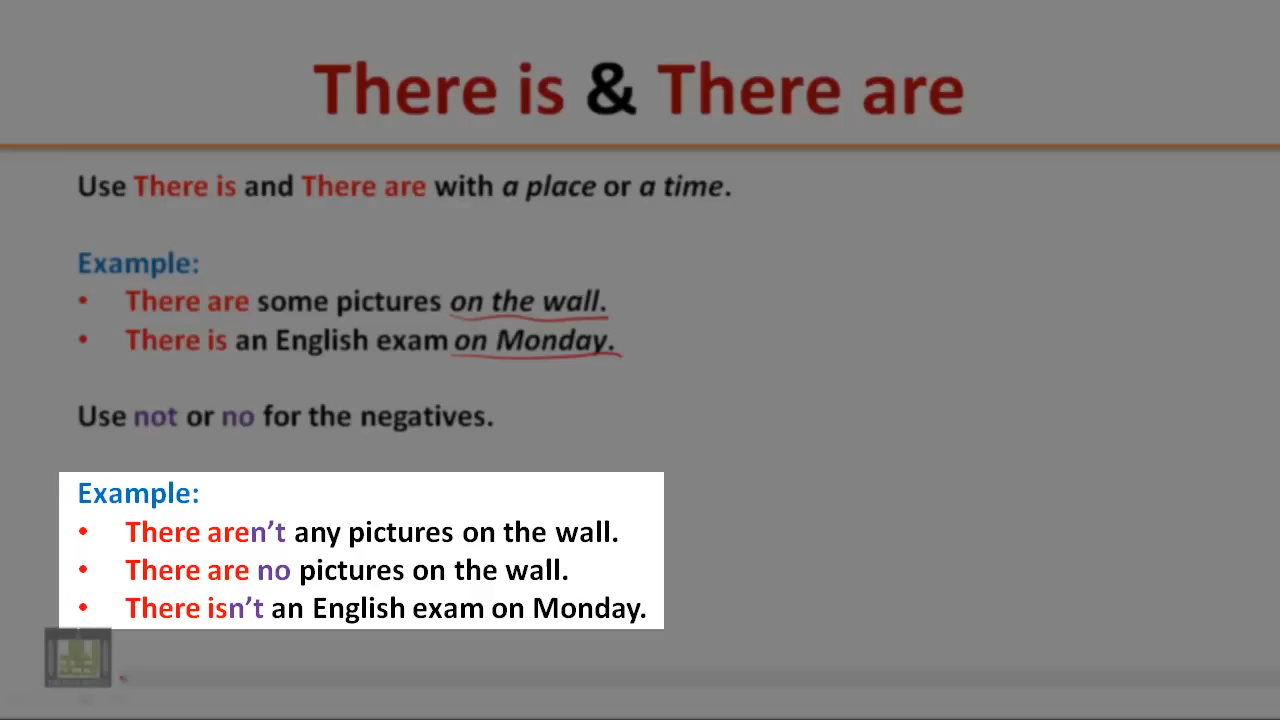 There is & There are
Use There is and There are with a place or a time.
Example:
• There are some pictures on the wall.
• There is an English exam on Monday.
Use not or no for the negatives.
Example:
• There aren’t any pictures on the wall.
• There are no pictures on the wall.
• There isn’t an English exam on Monday.